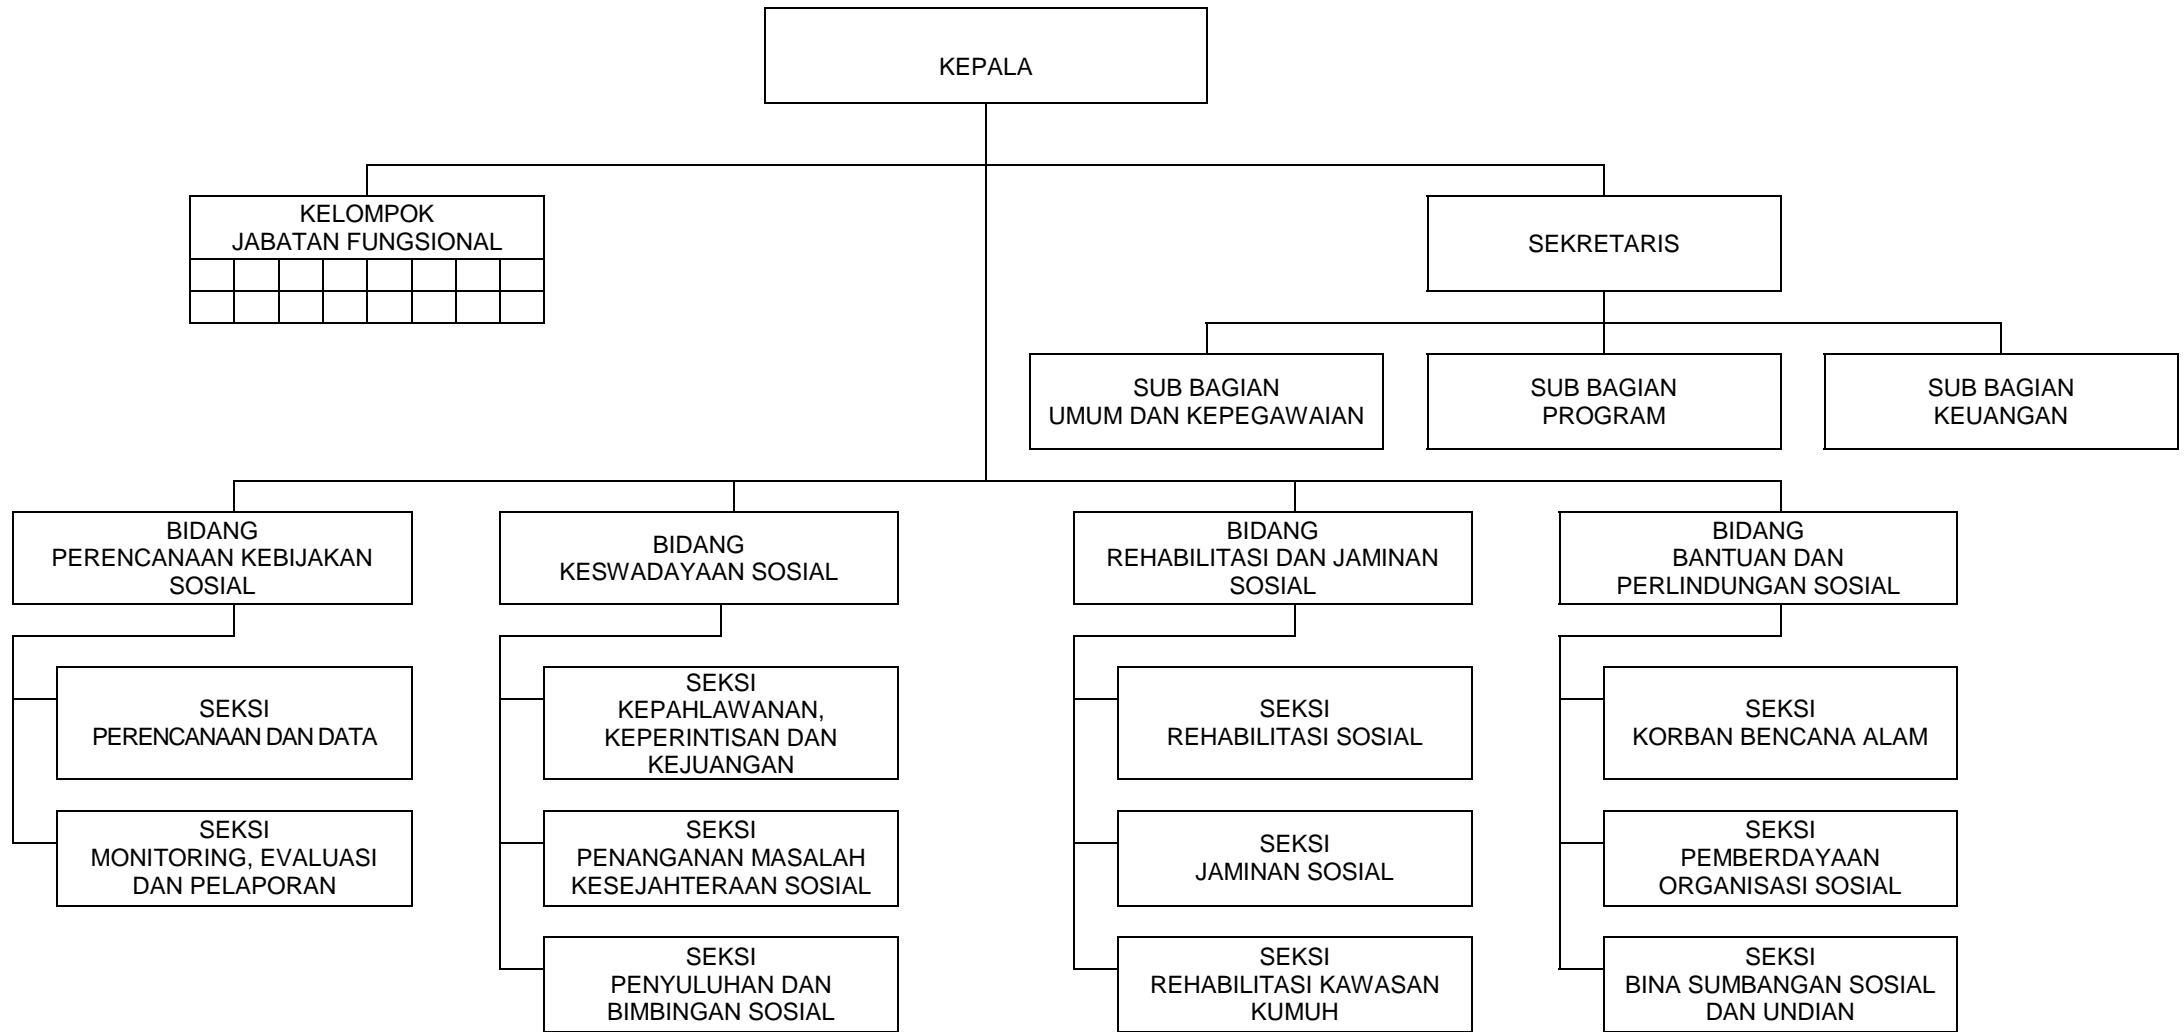 KEPALA
KELOMPOK
JABATAN FUNGSIONAL
SEKRETARIS
SUB BAGIAN
UMUM DAN KEPEGAWAIAN
SUB BAGIAN
PROGRAM
SUB BAGIAN
KEUANGAN
BIDANG
PERENCANAAN KEBIJAKAN
SOSIAL
BIDANG
KESWADAYAAN SOSIAL
BIDANG
REHABILITASI DAN JAMINAN
SOSIAL
BIDANG
BANTUAN DAN
PERLINDUNGAN SOSIAL
SEKSI
PERENCANAAN DAN DATA
SEKSI
KEPAHLAWANAN,
KEPERINTISAN DAN
KEJUANGAN
SEKSI
REHABILITASI SOSIAL
SEKSI
KORBAN BENCANA ALAM
SEKSI
MONITORING, EVALUASI
DAN PELAPORAN
SEKSI
PENANGANAN MASALAH
KESEJAHTERAAN SOSIAL
SEKSI
JAMINAN SOSIAL
SEKSI
PEMBERDAYAAN
ORGANISASI SOSIAL
SEKSI
PENYULUHAN DAN
BIMBINGAN SOSIAL
SEKSI
REHABILITASI KAWASAN
KUMUH
SEKSI
BINA SUMBANGAN SOSIAL
DAN UNDIAN